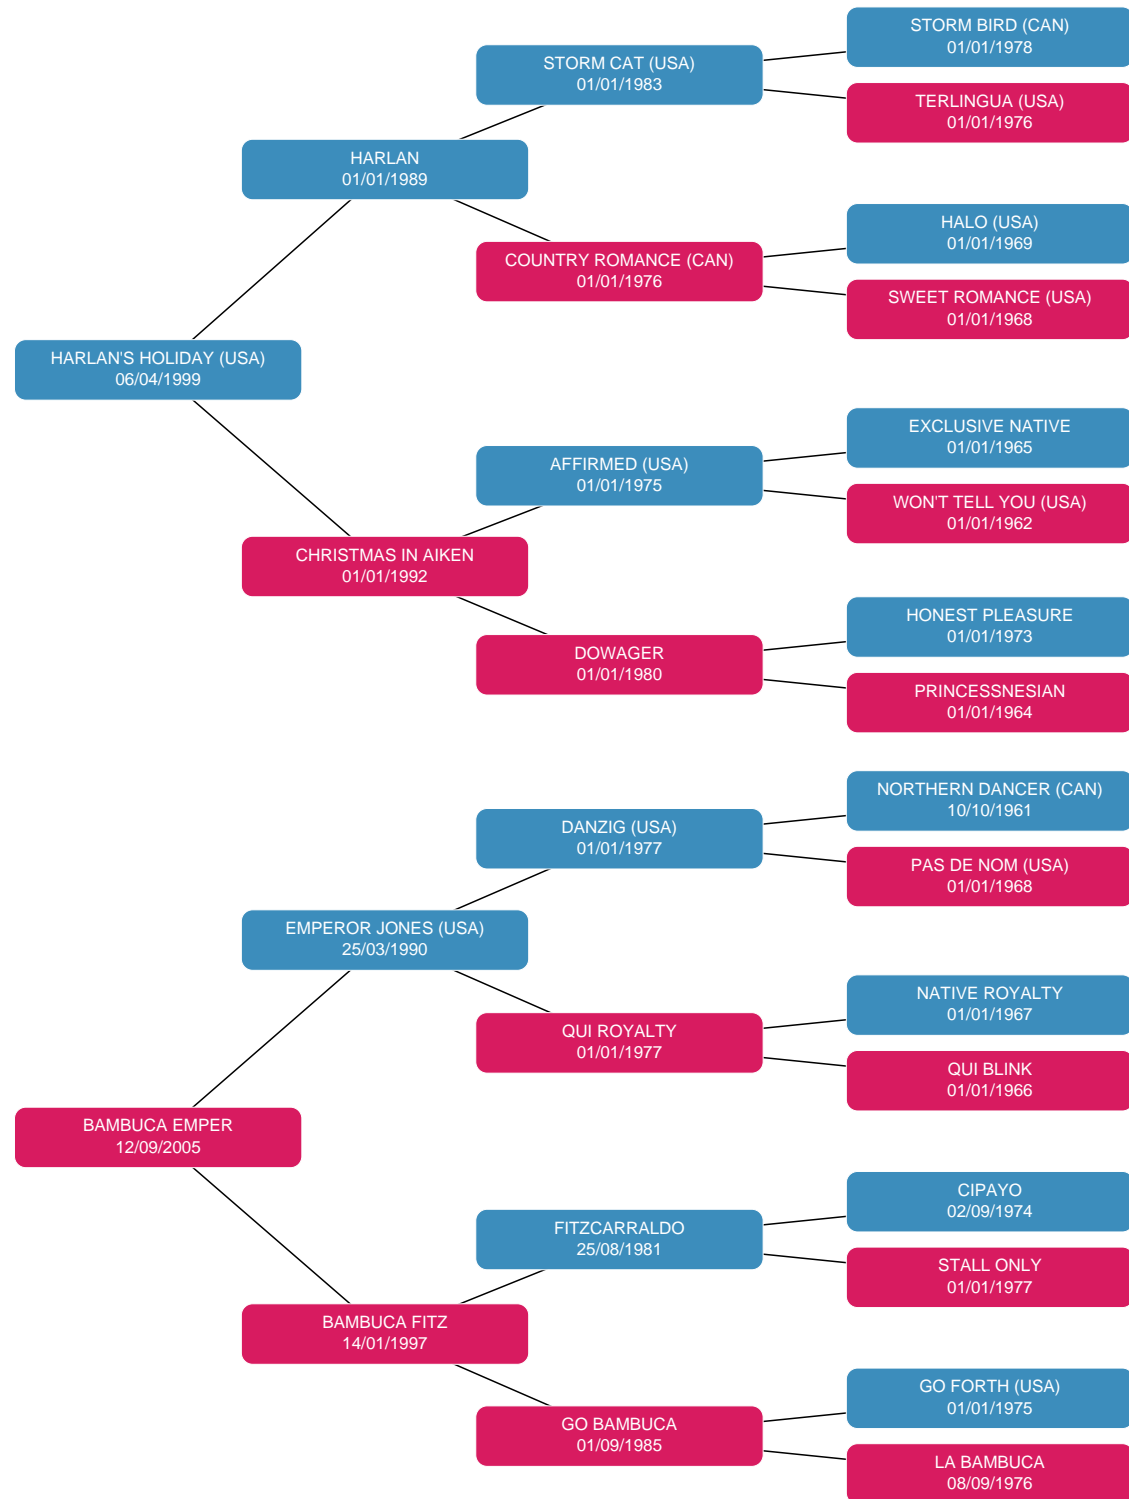 STORM BIRD (CAN)
01/01/1978
STORM CAT (USA)
01/01/1983
TERLINGUA (USA)
01/01/1976
HARLAN
01/01/1989
HALO (USA)
01/01/1969
COUNTRY ROMANCE (CAN)
01/01/1976
SWEET ROMANCE (USA)
01/01/1968
HARLAN'S HOLIDAY (USA)
06/04/1999
EXCLUSIVE NATIVE
01/01/1965
AFFIRMED (USA)
01/01/1975
WON'T TELL YOU (USA)
01/01/1962
CHRISTMAS IN AIKEN
01/01/1992
HONEST PLEASURE
01/01/1973
DOWAGER
01/01/1980
PRINCESSNESIAN
01/01/1964
NORTHERN DANCER (CAN)
10/10/1961
DANZIG (USA)
01/01/1977
PAS DE NOM (USA)
01/01/1968
EMPEROR JONES (USA)
25/03/1990
NATIVE ROYALTY
01/01/1967
QUI ROYALTY
01/01/1977
QUI BLINK
01/01/1966
BAMBUCA EMPER
12/09/2005
CIPAYO
02/09/1974
FITZCARRALDO
25/08/1981
STALL ONLY
01/01/1977
BAMBUCA FITZ
14/01/1997
GO FORTH (USA)
01/01/1975
GO BAMBUCA
01/09/1985
LA BAMBUCA
08/09/1976